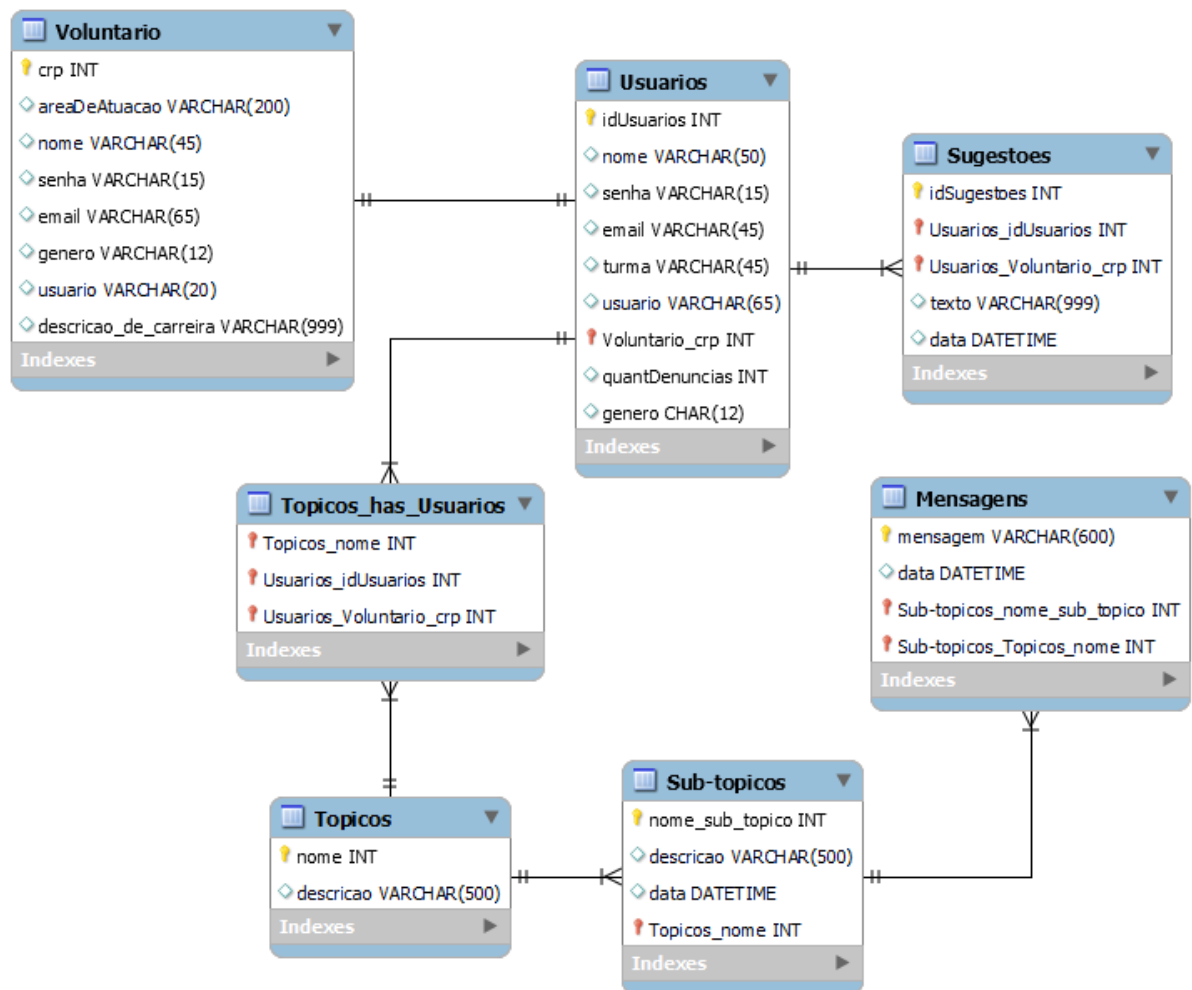 Voluntario
crp INT
areaDeAtuacao VARCHAR(200)
nome VARCHAR(45)
senha VARCHAR(15)
email VARCHAR(65)
genero VARCHAR(12)
usuario VARCHAR(20)
descricao_de_carreira VARCHAR(999)
Indexes
Usuarios
idUsuarios INT
nome VARCHAR(50)
senha VARCHAR(15)
email VARCHAR(45)
turma VARCHAR(45)
usuario VARCHAR(65)
Voluntario_crp INT
quantDenuncias INT
genero CHAR(12)
Indexes
Sugestoes
idSugestoes INT
Usuarios_idUsuarios INT
Usuarios_Voluntario_crp INT
texto VARCHAR(999)
data DATETIME
Indexes
Topicos_has_Usuarios
Topicos_nome INT
Usuarios_idUsuarios INT
Usuarios_Voluntario_crp INT
Indexes
Mensagens
mensagem VARCHAR(600)
data DATETIME
Sub-topicos_nome_sub_topico INT
Sub-topicos_Topicos_nome INT
Indexes
Topicos
nome INT
descricao VARCHAR(500)
Indexes
Sub-topicos
nome_sub_topico INT
descricao VARCHAR(500)
data DATETIME
Topicos_nome INT
Indexes